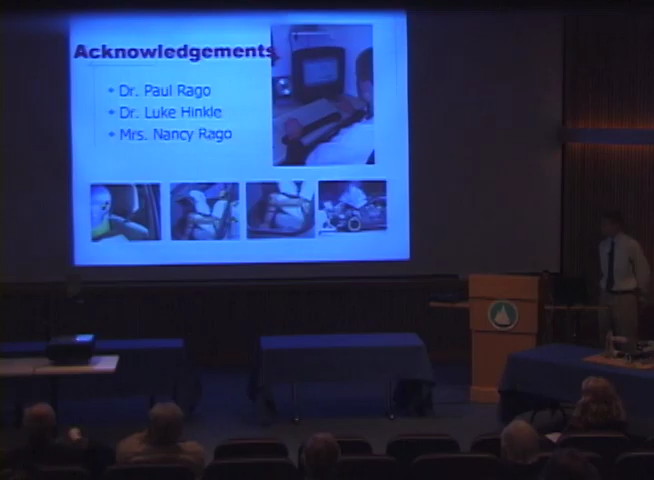 Acknowledgements
• Dr. Paul Rago
• Dr. Luke Hinkle
• Mrs. Nancy Rago